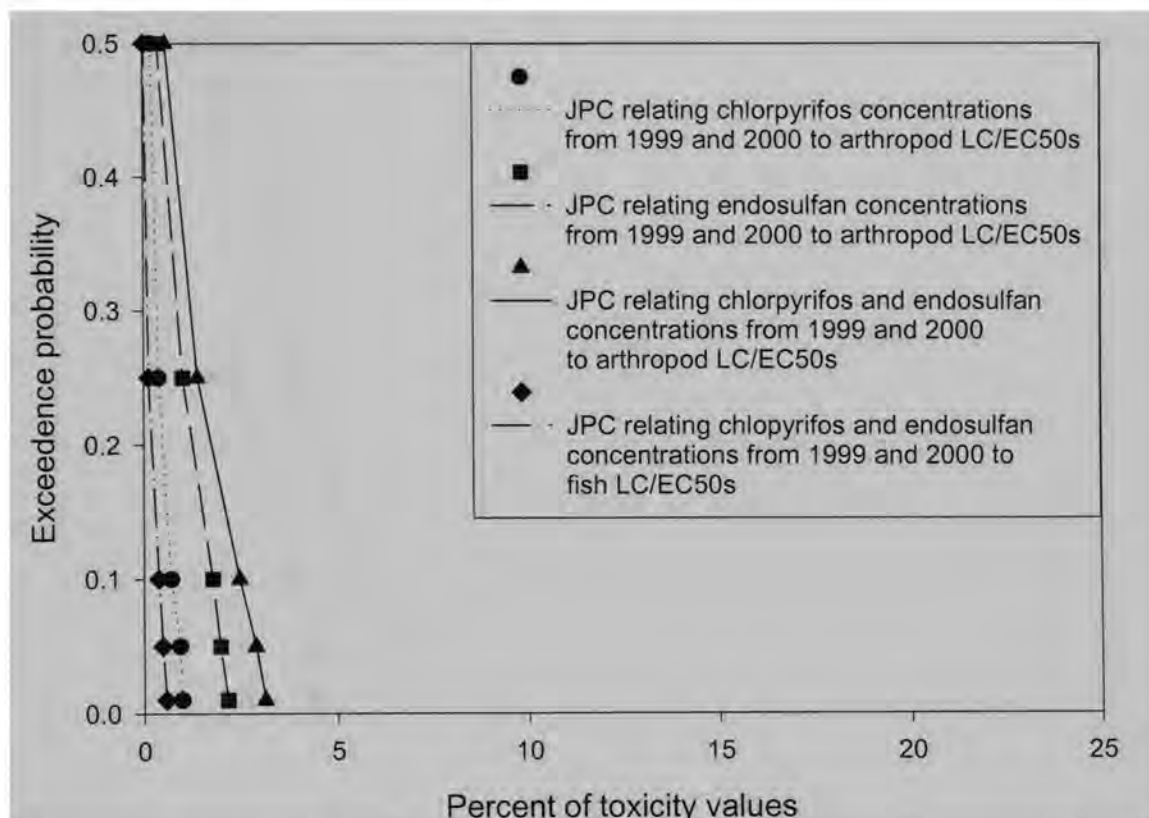 0.5
0.4
0.3
0.2
0.1
0.0
Exceedence probability
0
5
10
15
20
25
Percent of toxicity values
JPC relating chlorpyrifos concentrations
from 1999 and 2000 to arthropod LC/EC50s
JPC relating endosulfan concentrations
from 1999 and 2000 to arthropod LC/EC50s
JPC relating chlorpyrifos and endosulfan
concentrations from 1999 and 2000
to arthropod LC/EC50s
JPC relating chlopyrifos and endosulfan
concentrations from 1999 and 2000 to
fish LC/EC50s